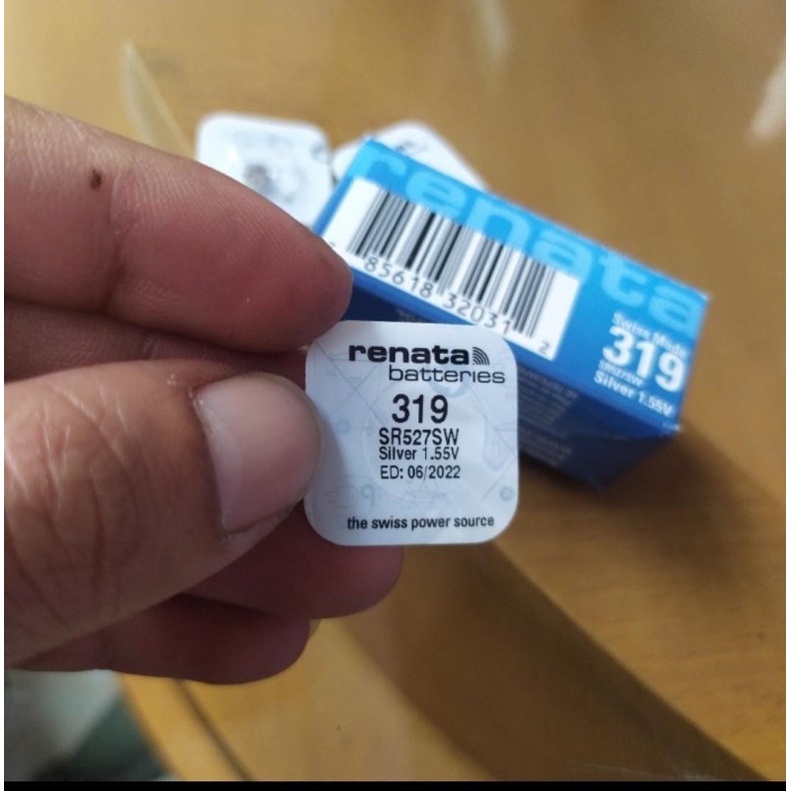 renata
85618 32031 2
Swiss Made
319
SR527SW
Silver 1.55V
renata
batteries
319
SR527SW
Silver 1.55V
ED: 06/2022
the swiss power source